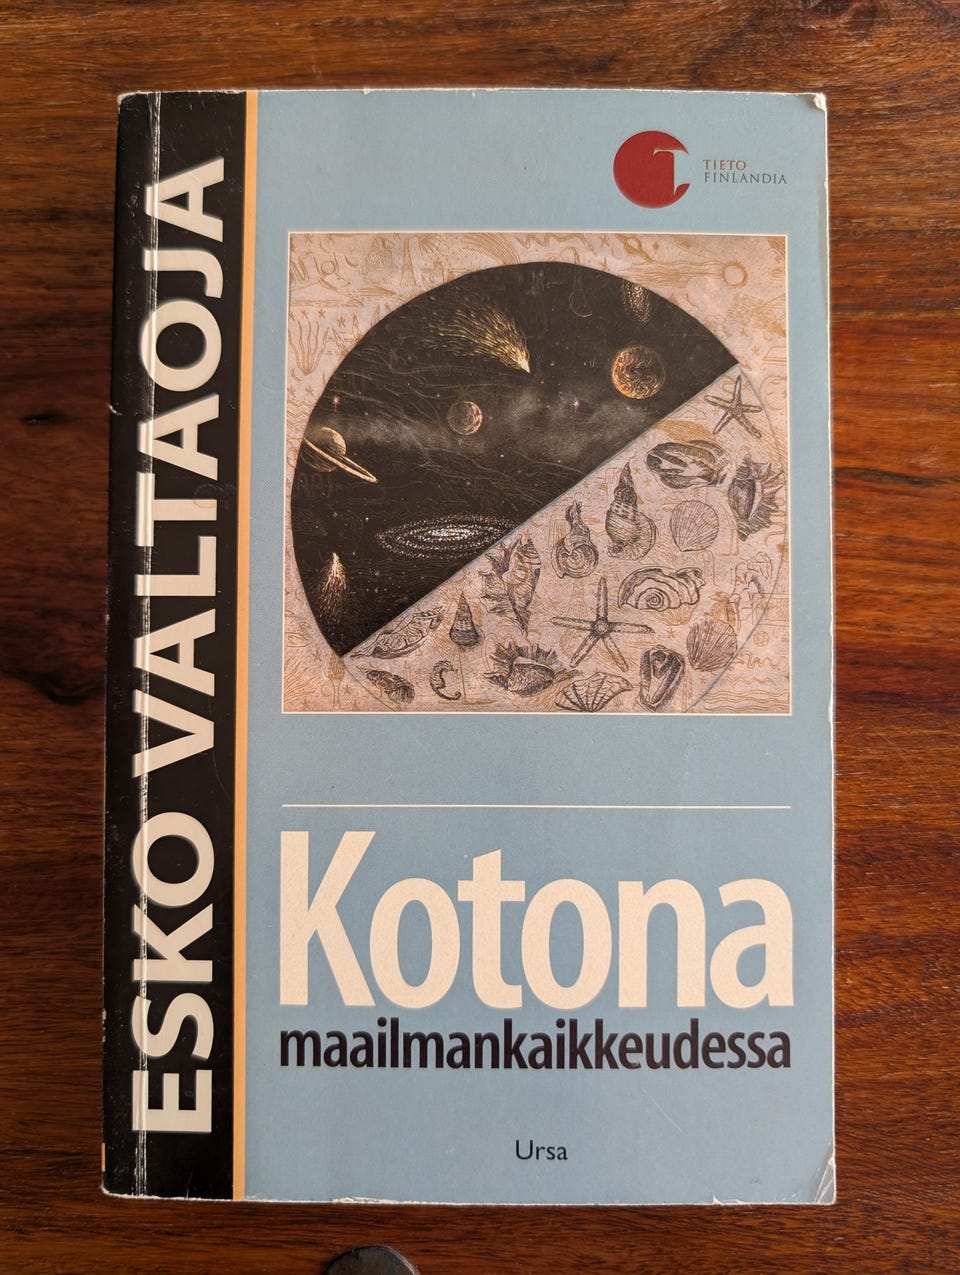 ESKO VALTAOJA
TIETO
FINLANDIA
Kotona
maailmankaikkeudessa
Ursa